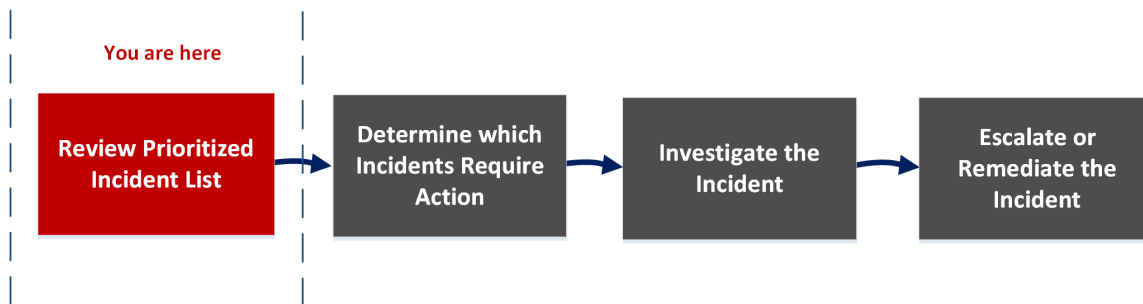 You are here
Review Prioritized
Incident List
Determine which
Incidents Require
Action
Investigate the
Incident
Escalate or
Remediate the
Incident